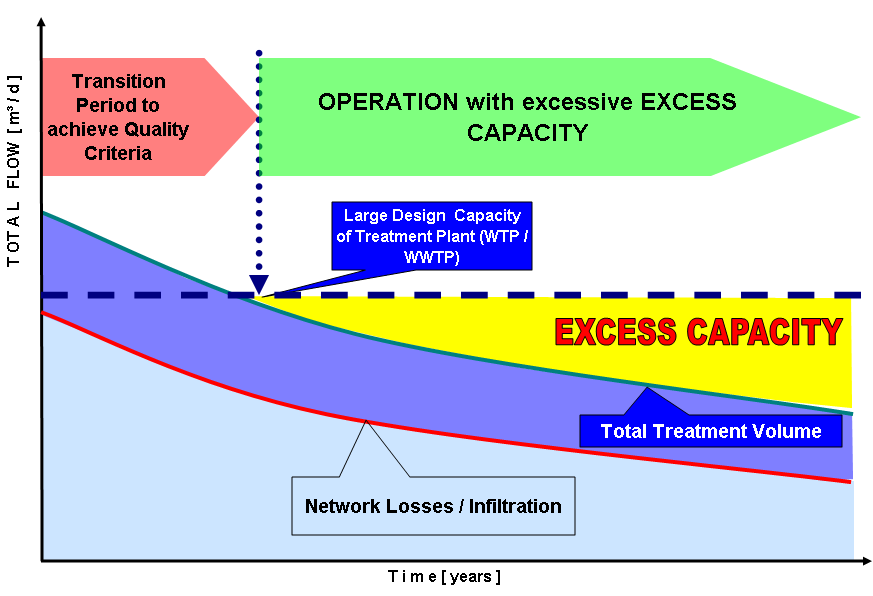 TOTAL FLOW [m³/d]
Transition
Period to
achieve Quality
Criteria
OPERATION with excessive EXCESS
CAPACITY
Large Design Capacity
of Treatment Plant (WTP /
WWTP)
EXCESS CAPACITY
Total Treatment Volume
Network Losses / Infiltration
Time [years]